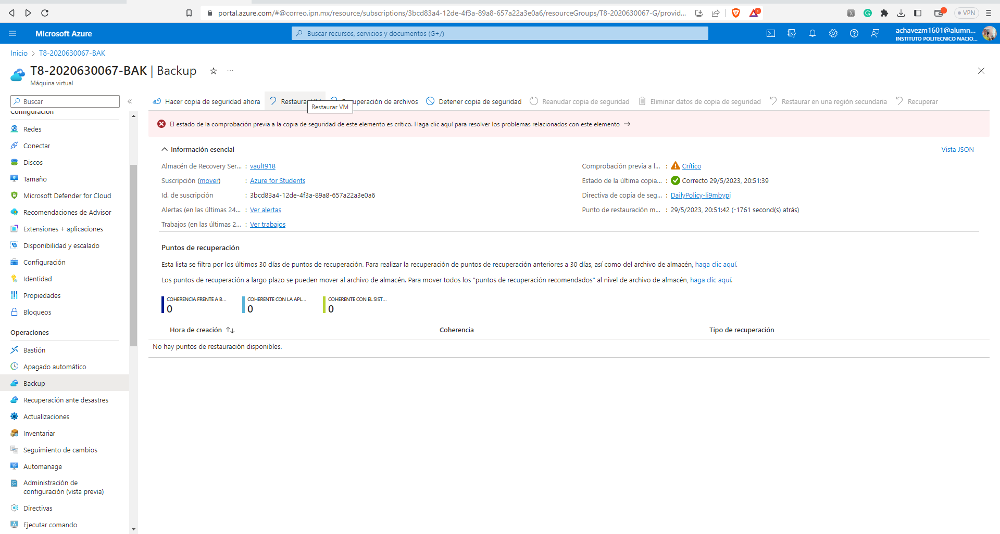 portal.azure.com/#@correo.ipn.mx/resource/subscriptions/3bcd83a4-12de-4f3a-89a8-657a22a3e0a6/resourceGroups/T8-2020630067-G/provid...
1
VPN
Microsoft Azure
Buscar recursos, servicios y documentos (G+/)
achavezm1601@alumn...
INSTITUTO POLITECNICO NACIO...
Inicio > T8-2020630067-BAK
T8-2020630067-BAK | Backup
Máquina virtual
Buscar
Hacer copia de seguridad ahora
Restaurar VM
Recuperación de archivos
Detener copia de seguridad
Reanudar copia de seguridad
Eliminar datos de copia de seguridad
Restaurar en una región secundaria
Recuperar
Restaurar VM
Configuración
Redes
Conectar
Discos
Tamaño
Microsoft Defender for Cloud
Recomendaciones de Advisor
Extensiones + aplicaciones
Disponibilidad y escalado
Configuración
Identidad
Propiedades
Bloqueos
Operaciones
Bastión
Apagado automático
Backup
Recuperación ante desastres
Actualizaciones
Inventariar
Seguimiento de cambios
Automanage
Administración de
configuración (vista previa)
Directivas
Ejecutar comando
El estado de la comprobación previa a la copia de seguridad de este elemento es crítico. Haga clic aquí para resolver los problemas relacionados con este elemento →
Información esencial
Vista JSON
Almacén de Recovery Ser... : vault918
Suscripción (mover) : Azure for Students
Id. de suscripción : 3bcd83a4-12de-4f3a-89a8-657a22a3e0a6
Alertas (en las últimas 24... : Ver alertas
Trabajos (en las últimas 2... : Ver trabajos
Comprobación previa a l... : Crítico
Estado de la última copia... : Correcto 29/5/2023, 20:51:39
Directiva de copia de seg... : DailyPolicy-li9mbypj
Punto de restauración m... : 29/5/2023, 20:51:42 (-1761 second(s) atrás)
Puntos de recuperación
Esta lista se filtra por los últimos 30 días de puntos de recuperación. Para realizar la recuperación de puntos de recuperación anteriores a 30 días, así como del archivo de almacén, haga clic aquí.
Los puntos de recuperación a largo plazo se pueden mover al archivo de almacén. Para mover todos los "puntos de recuperación recomendados" al nivel de archivo de almacén, haga clic aquí.
COHERENCIA FRENTE A B...
0
COHERENTE CON LA APL...
0
COHERENTE CON EL SIST...
0
Hora de creación ↑↓
Coherencia
Tipo de recuperación
No hay puntos de restauración disponibles.